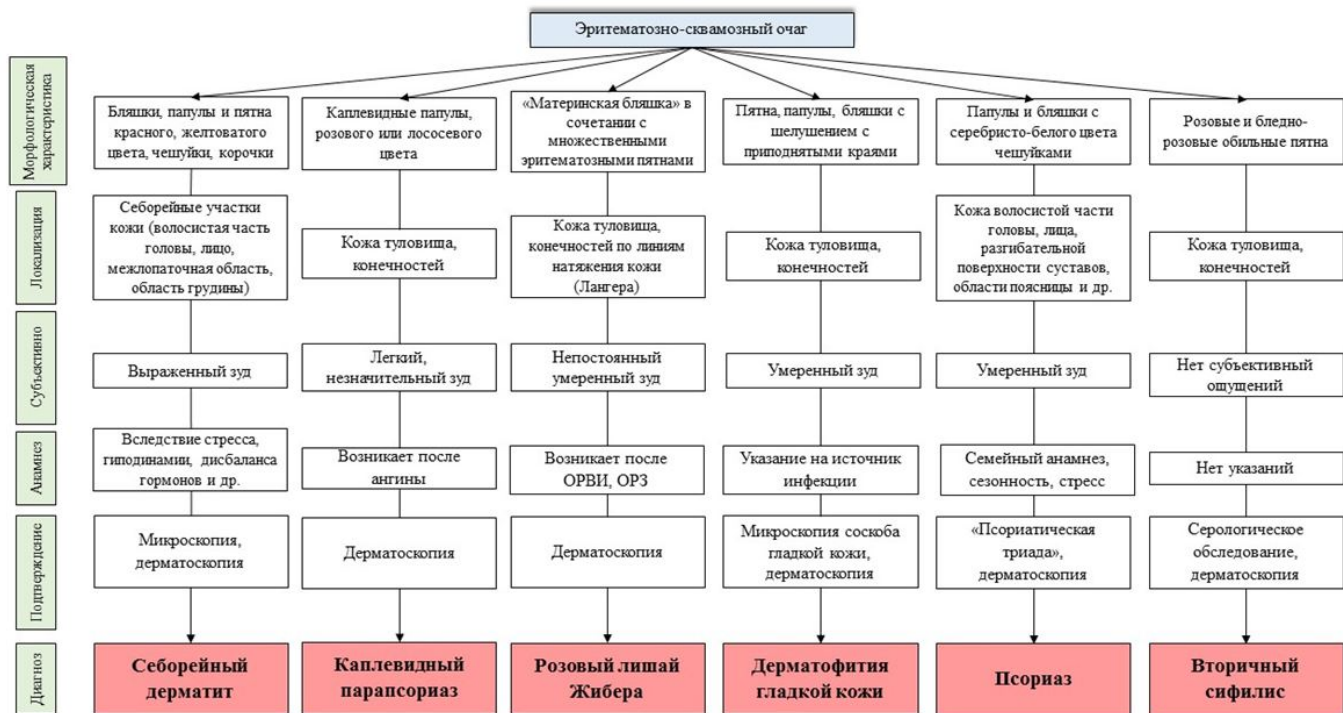 Эритематозно-сквамозный очаг
Морфологическая
характеристика
Бляшки, папулы и пятна
красного, желтоватого
цвета, чешуйки, корочки
Каплевидные папулы,
розового или лососевого
цвета
«Материнская бляшка» в
сочетании с
множественными
эритематозными пятнами
Пятна, папулы, бляшки с
шелушением с
приподнятыми краями
Папулы и бляшки с
серебристо-белого цвета
чешуйками
Розовые и бледно-
розовые обильные пятна
Локализация
Себорейные участки
кожи (волосистая часть
головы, лицо,
межлопаточная область,
область грудины)
Кожа туловища,
конечностей
Кожа туловища,
конечностей по линиям
натяжения кожи
(Лангера)
Кожа туловища,
конечностей
Кожа волосистой части
головы, лица,
разгибательной
поверхности суставов,
области поясницы и др.
Кожа туловища,
конечностей
Субъективно
Выраженный зуд
Легкий,
незначительный зуд
Непостоянный
умеренный зуд
Умеренный зуд
Умеренный зуд
Нет субъективный
ощущений
Анамнез
Вследствие стресса,
гиподинамии, дисбаланса
гормонов и др.
Возникает после
ангины
Возникает после
ОРВИ, ОРЗ
Указание на источник
инфекции
Семейный анамнез,
сезонность, стресс
Нет указаний
Подтверждение
Микроскопия,
дерматоскопия
Дерматоскопия
Дерматоскопия
Микроскопия соскоба
гладкой кожи,
дерматоскопия
«Псориатическая
триада»,
дерматоскопия
Серологическое
обследование,
дерматоскопия
Диагноз
Себорейный
дерматит
Каплевидный
парапсориаз
Розовый лишай
Жибера
Дерматофития
гладкой кожи
Псориаз
Вторичный
сифилис